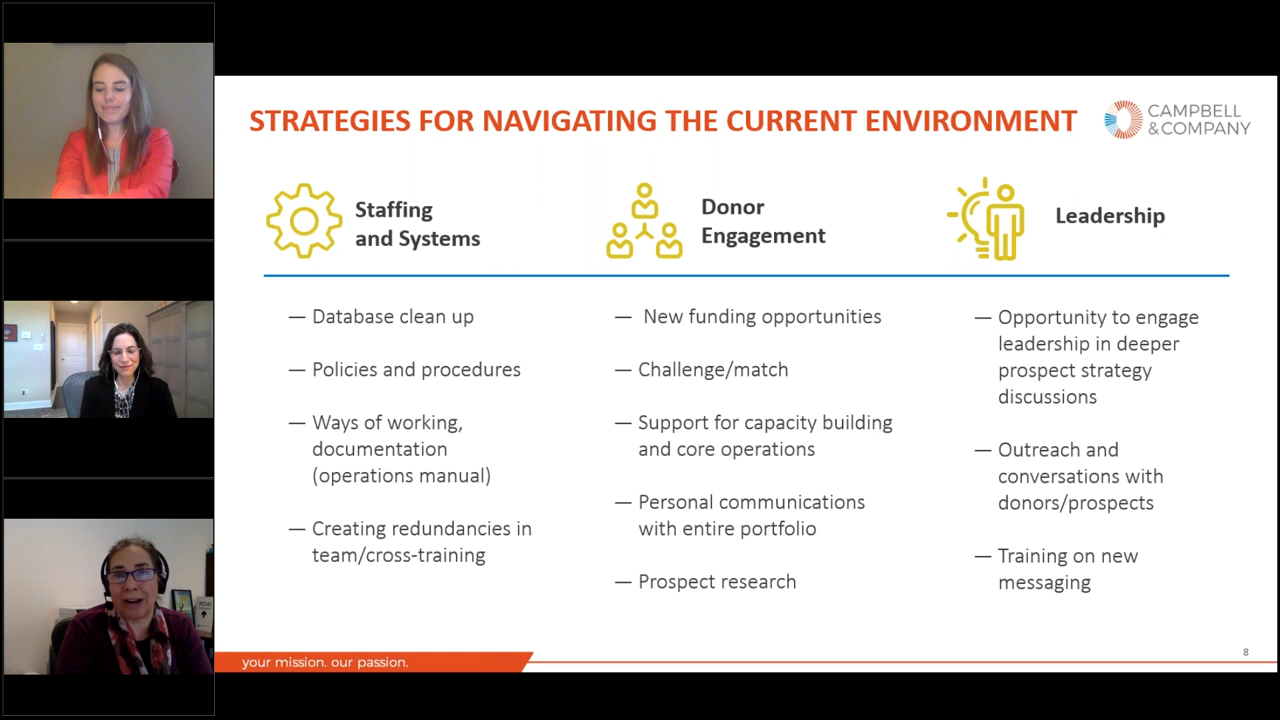 STRATEGIES FOR NAVIGATING THE CURRENT ENVIRONMENT
CAMPBELL
&COMPANY
Staffing
and Systems
— Database clean up
— Policies and procedures
— Ways of working,
documentation
(operations manual)
— Creating redundancies in
team/cross-training
Donor
Engagement
— New funding opportunities
— Challenge/match
— Support for capacity building
and core operations
— Personal communications
with entire portfolio
— Prospect research
Leadership
— Opportunity to engage
leadership in deeper
prospect strategy
discussions
— Outreach and
conversations with
donors/prospects
— Training on new
messaging
your mission. our passion.
8